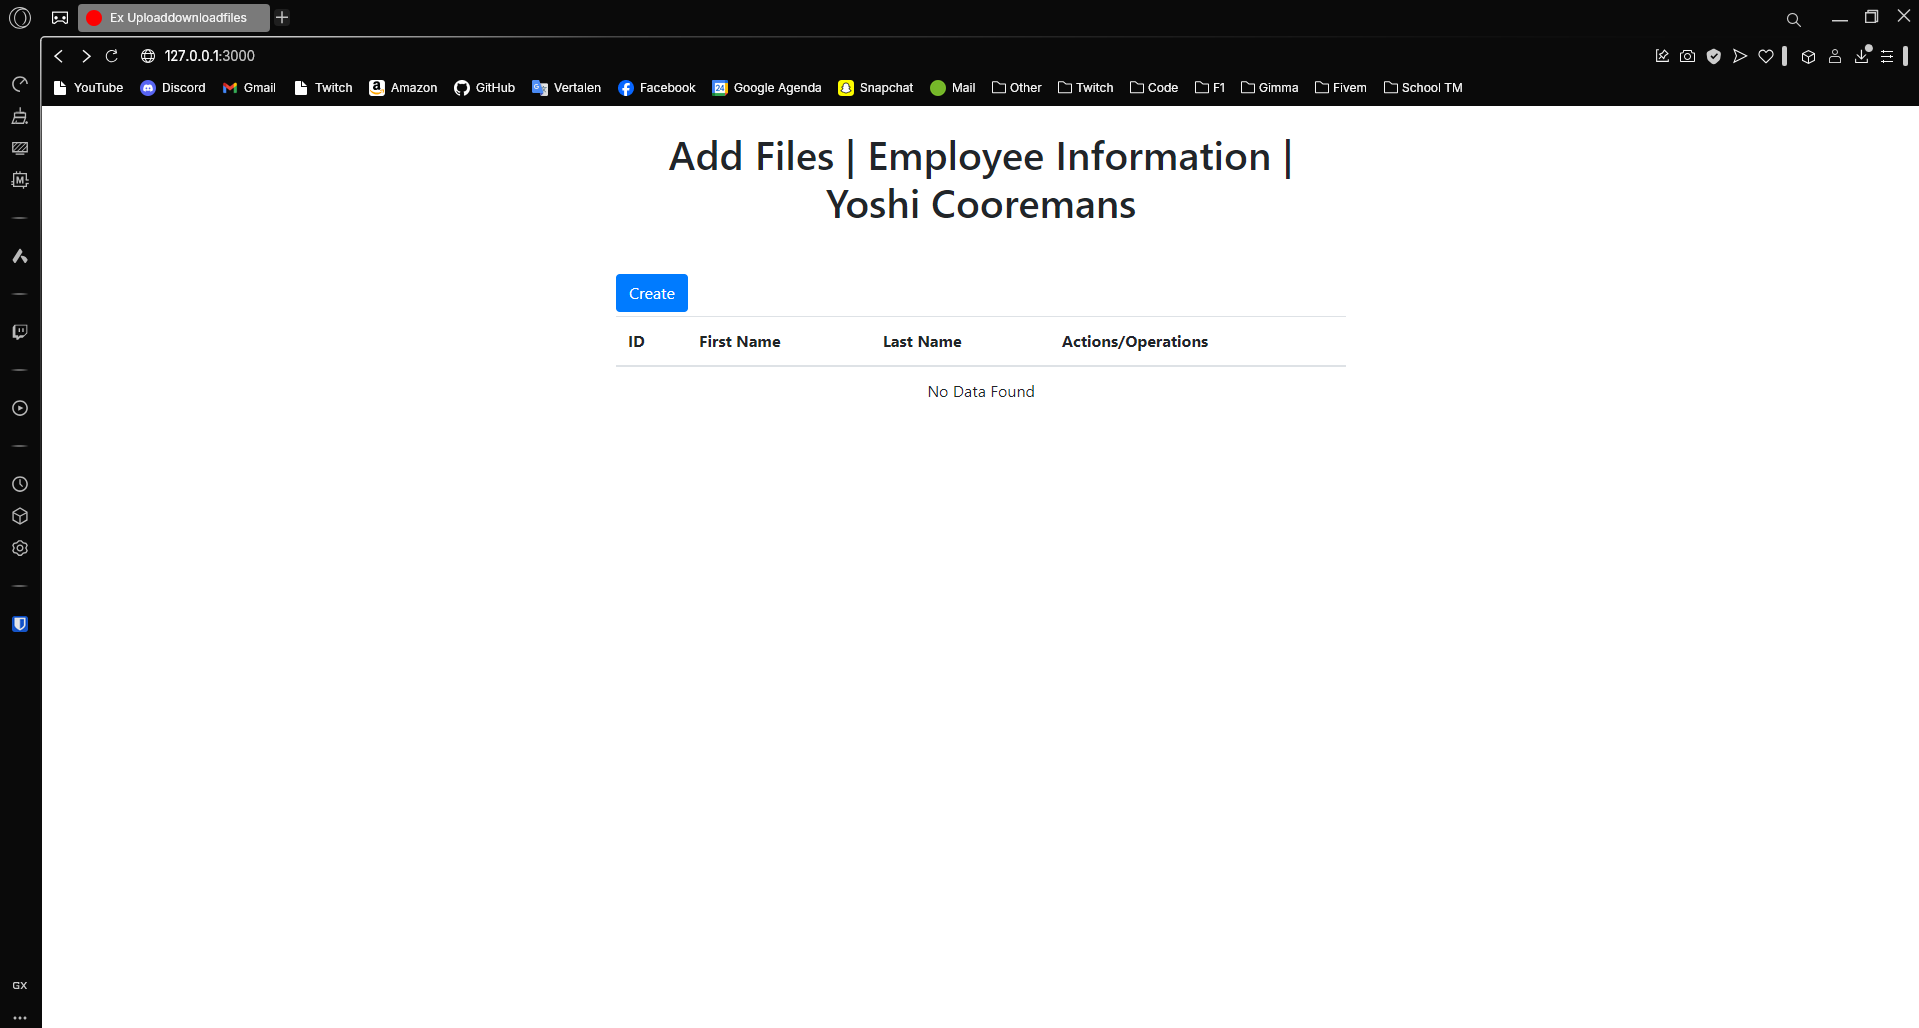 Ex Uploaddownloadfiles
127.0.0.1:3000
YouTube Discord Gmail Twitch Amazon GitHub Vertalen Facebook 24 Google Agenda Snapchat Mail Other Twitch Code F1 Gimma Fivem School TM
M
Add Files | Employee Information |
Yoshi Cooremans
Create
ID First Name Last Name Actions/Operations
No Data Found
GX